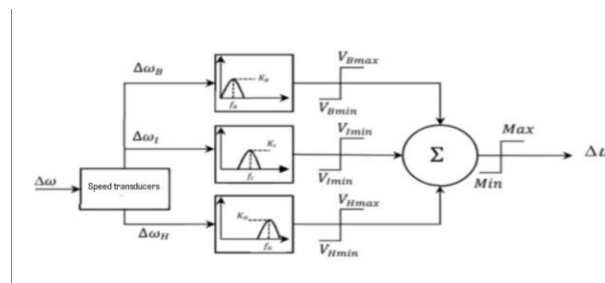 Δω_B
K_B
f_B
V_Bmax
V_Bmin
Δω_I
K_I
f_I
V_Imin
V_Imin
Σ
Max
Min
Δω
Speed transducers
Δω_H
K_H
f_H
V_Hmax
V_Hmin